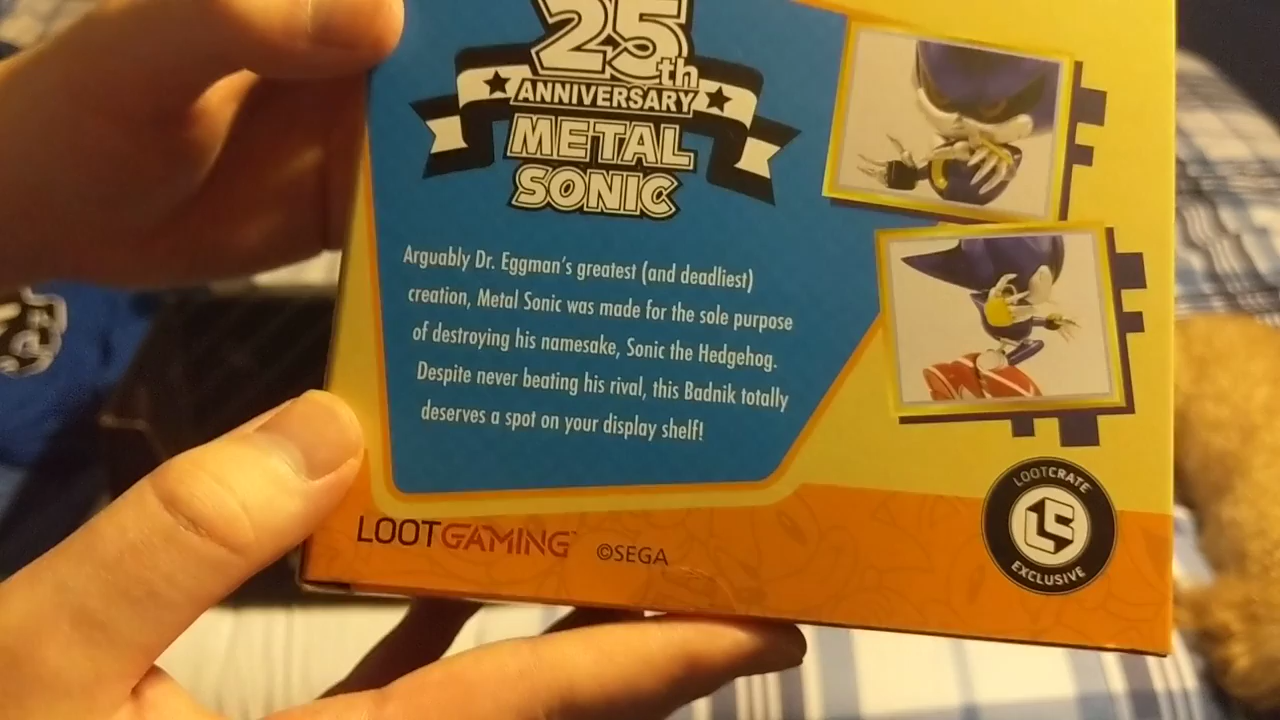 25th
ANNIVERSARY
METAL
SONIC
Arguably Dr. Eggman's greatest (and deadliest)
creation, Metal Sonic was made for the sole purpose
of destroying his namesake, Sonic the Hedgehog.
Despite never beating his rival, this Badnik totally
deserves a spot on your display shelf!
LOOTGAMING™
©SEGA
LOOTCRATE
EXCLUSIVE